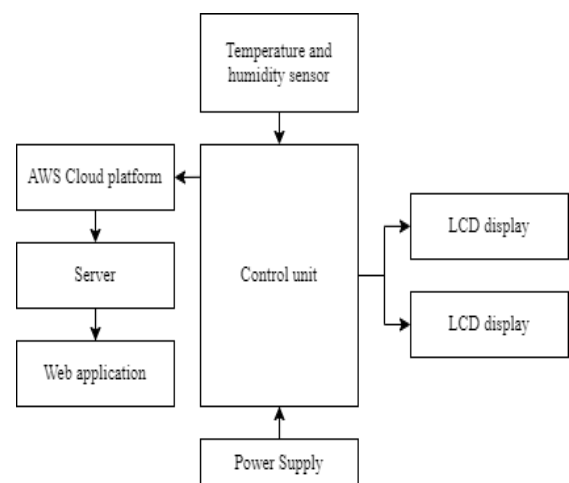 Temperature and
humidity sensor
AWS Cloud platform
Server
Web application
Control unit
LCD display
LCD display
Power Supply